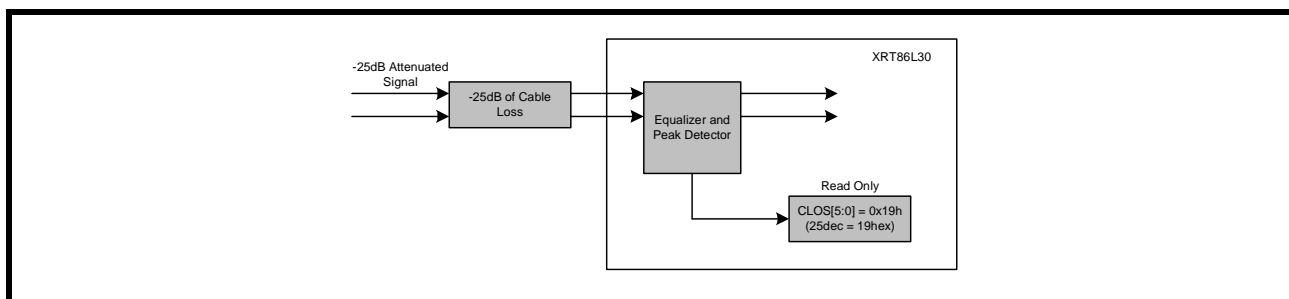 XRT86L30
-25dB Attenuated
Signal
-25dB of Cable
Loss
Equalizer and
Peak Detector
Read Only
CLOS[5:0] = 0x19h
(25dec = 19hex)